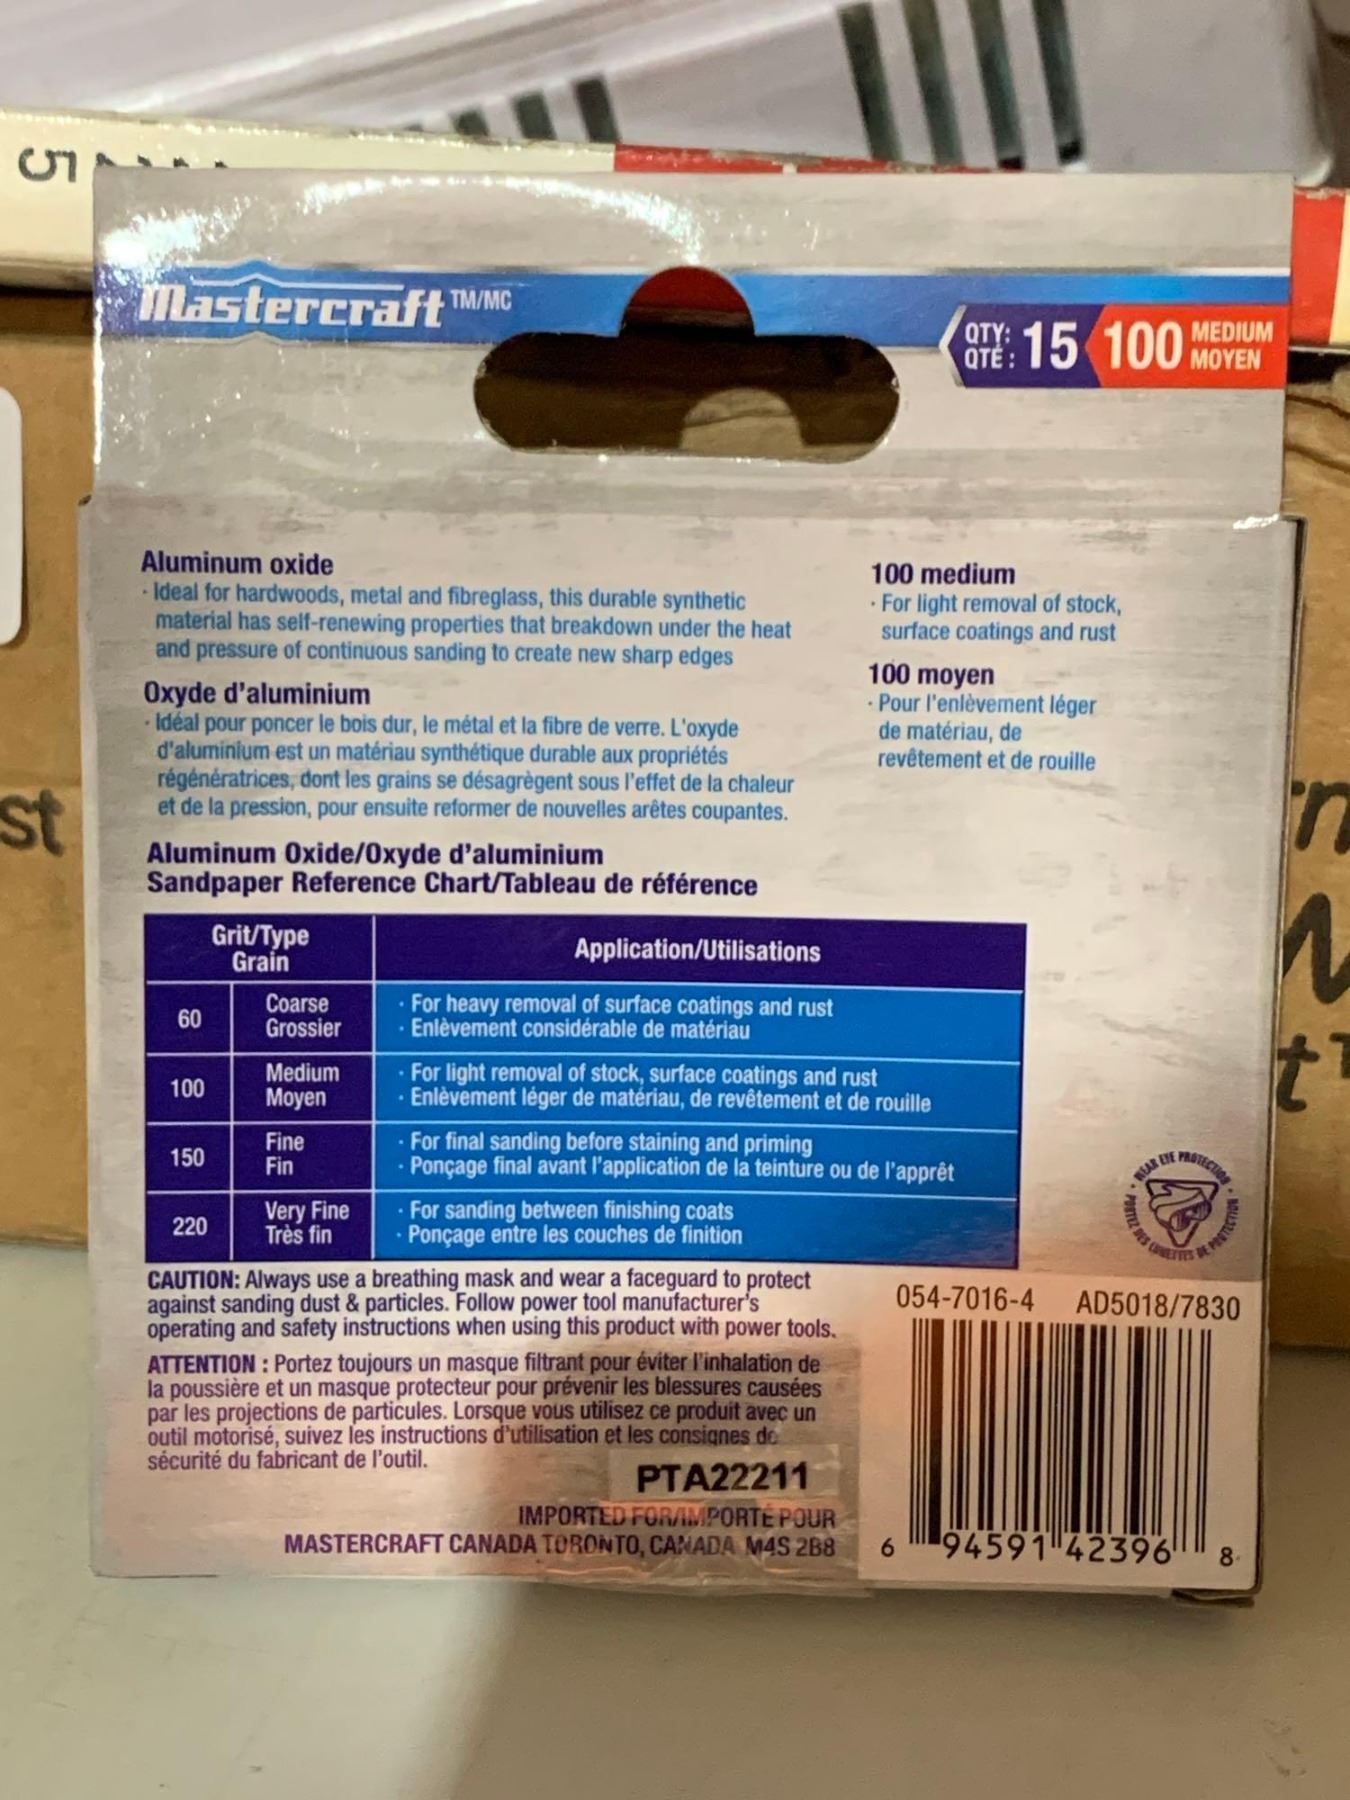 Mastercraft TM/MC
QTY: QTÉ : 15 100 MEDIUM MOYEN
Aluminum oxide
· Ideal for hardwoods, metal and fibreglass, this durable synthetic
material has self-renewing properties that breakdown under the heat
and pressure of continuous sanding to create new sharp edges
Oxyde d'aluminium
· Idéal pour poncer le bois dur, le métal et la fibre de verre. L'oxyde
d'aluminium est un matériau synthétique durable aux propriétés
régénératrices, dont les grains se désagrègent sous l'effet de la chaleur
et de la pression, pour ensuite reformer de nouvelles arêtes coupantes.
100 medium
· For light removal of stock,
surface coatings and rust
100 moyen
· Pour l'enlèvement léger
de matériau, de
revêtement et de rouille
Aluminum Oxide/Oxyde d'aluminium
Sandpaper Reference Chart/Tableau de référence
Grit/Type
Grain
Application/Utilisations
60
Coarse
Grossier
· For heavy removal of surface coatings and rust
· Enlèvement considérable de matériau
100
Medium
Moyen
· For light removal of stock, surface coatings and rust
· Enlèvement léger de matériau, de revêtement et de rouille
150
Fine
Fin
· For final sanding before staining and priming
· Ponçage final avant l'application de la teinture ou de l'apprêt
220
Very Fine
Très fin
· For sanding between finishing coats
· Ponçage entre les couches de finition
CAUTION: Always use a breathing mask and wear a faceguard to protect
against sanding dust & particles. Follow power tool manufacturer's
operating and safety instructions when using this product with power tools.
ATTENTION : Portez toujours un masque filtrant pour éviter l'inhalation de
la poussière et un masque protecteur pour prévenir les blessures causées
par les projections de particules. Lorsque vous utilisez ce produit avec un
outil motorisé, suivez les instructions d'utilisation et les consignes de
sécurité du fabricant de l'outil.
PTA22211
IMPORTED FOR/IMPORTÉ POUR
MASTERCRAFT CANADA TORONTO, CANADA M4S 2B8
WEAR EYE PROTECTION
PORTEZ DES LUNETTES DE PROTECTION
054-7016-4 AD5018/7830
6 94591 42396 8
st